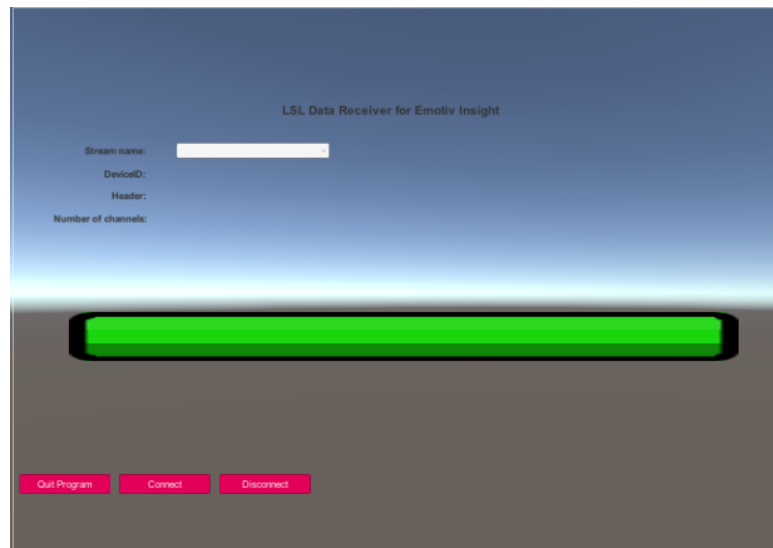 LSL Data Receiver for Emotiv Insight
Stream name:
DeviceID:
Header:
Number of channels:
Quit Program
Connect
Disconnect